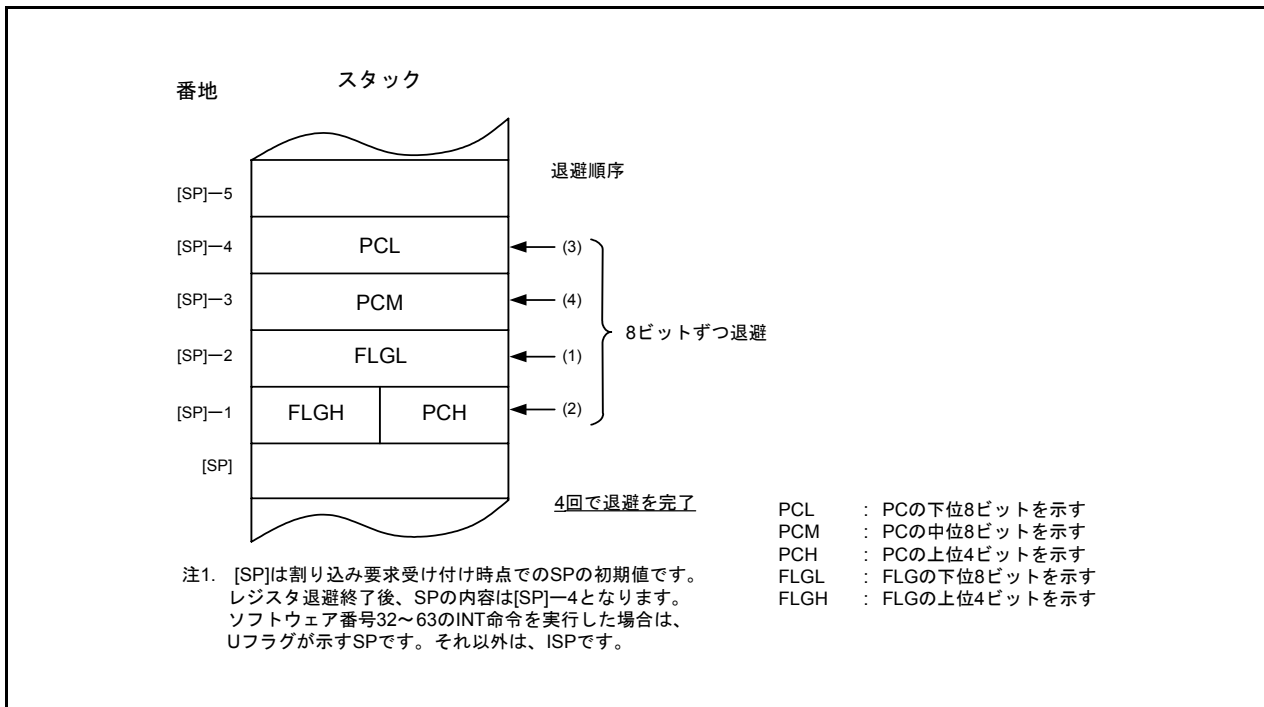 番地
スタック
退避順序
[SP]ー5
[SP]ー4
PCL
(3)
[SP]ー3
PCM
(4)
8ビットずつ退避
[SP]ー2
FLGL
(1)
[SP]ー1
FLGH
PCH
(2)
[SP]
4回で退避を完了
PCL : PCの下位8ビットを示す
PCM : PCの中位8ビットを示す
PCH : PCの上位4ビットを示す
FLGL : FLGの下位8ビットを示す
FLGH : FLGの上位4ビットを示す
注1. [SP]は割り込み要求受け付け時点でのSPの初期値です。
レジスタ退避終了後、SPの内容は[SP]ー4となります。
ソフトウェア番号32～63のINT命令を実行した場合は、
Uフラグが示すSPです。それ以外は、ISPです。